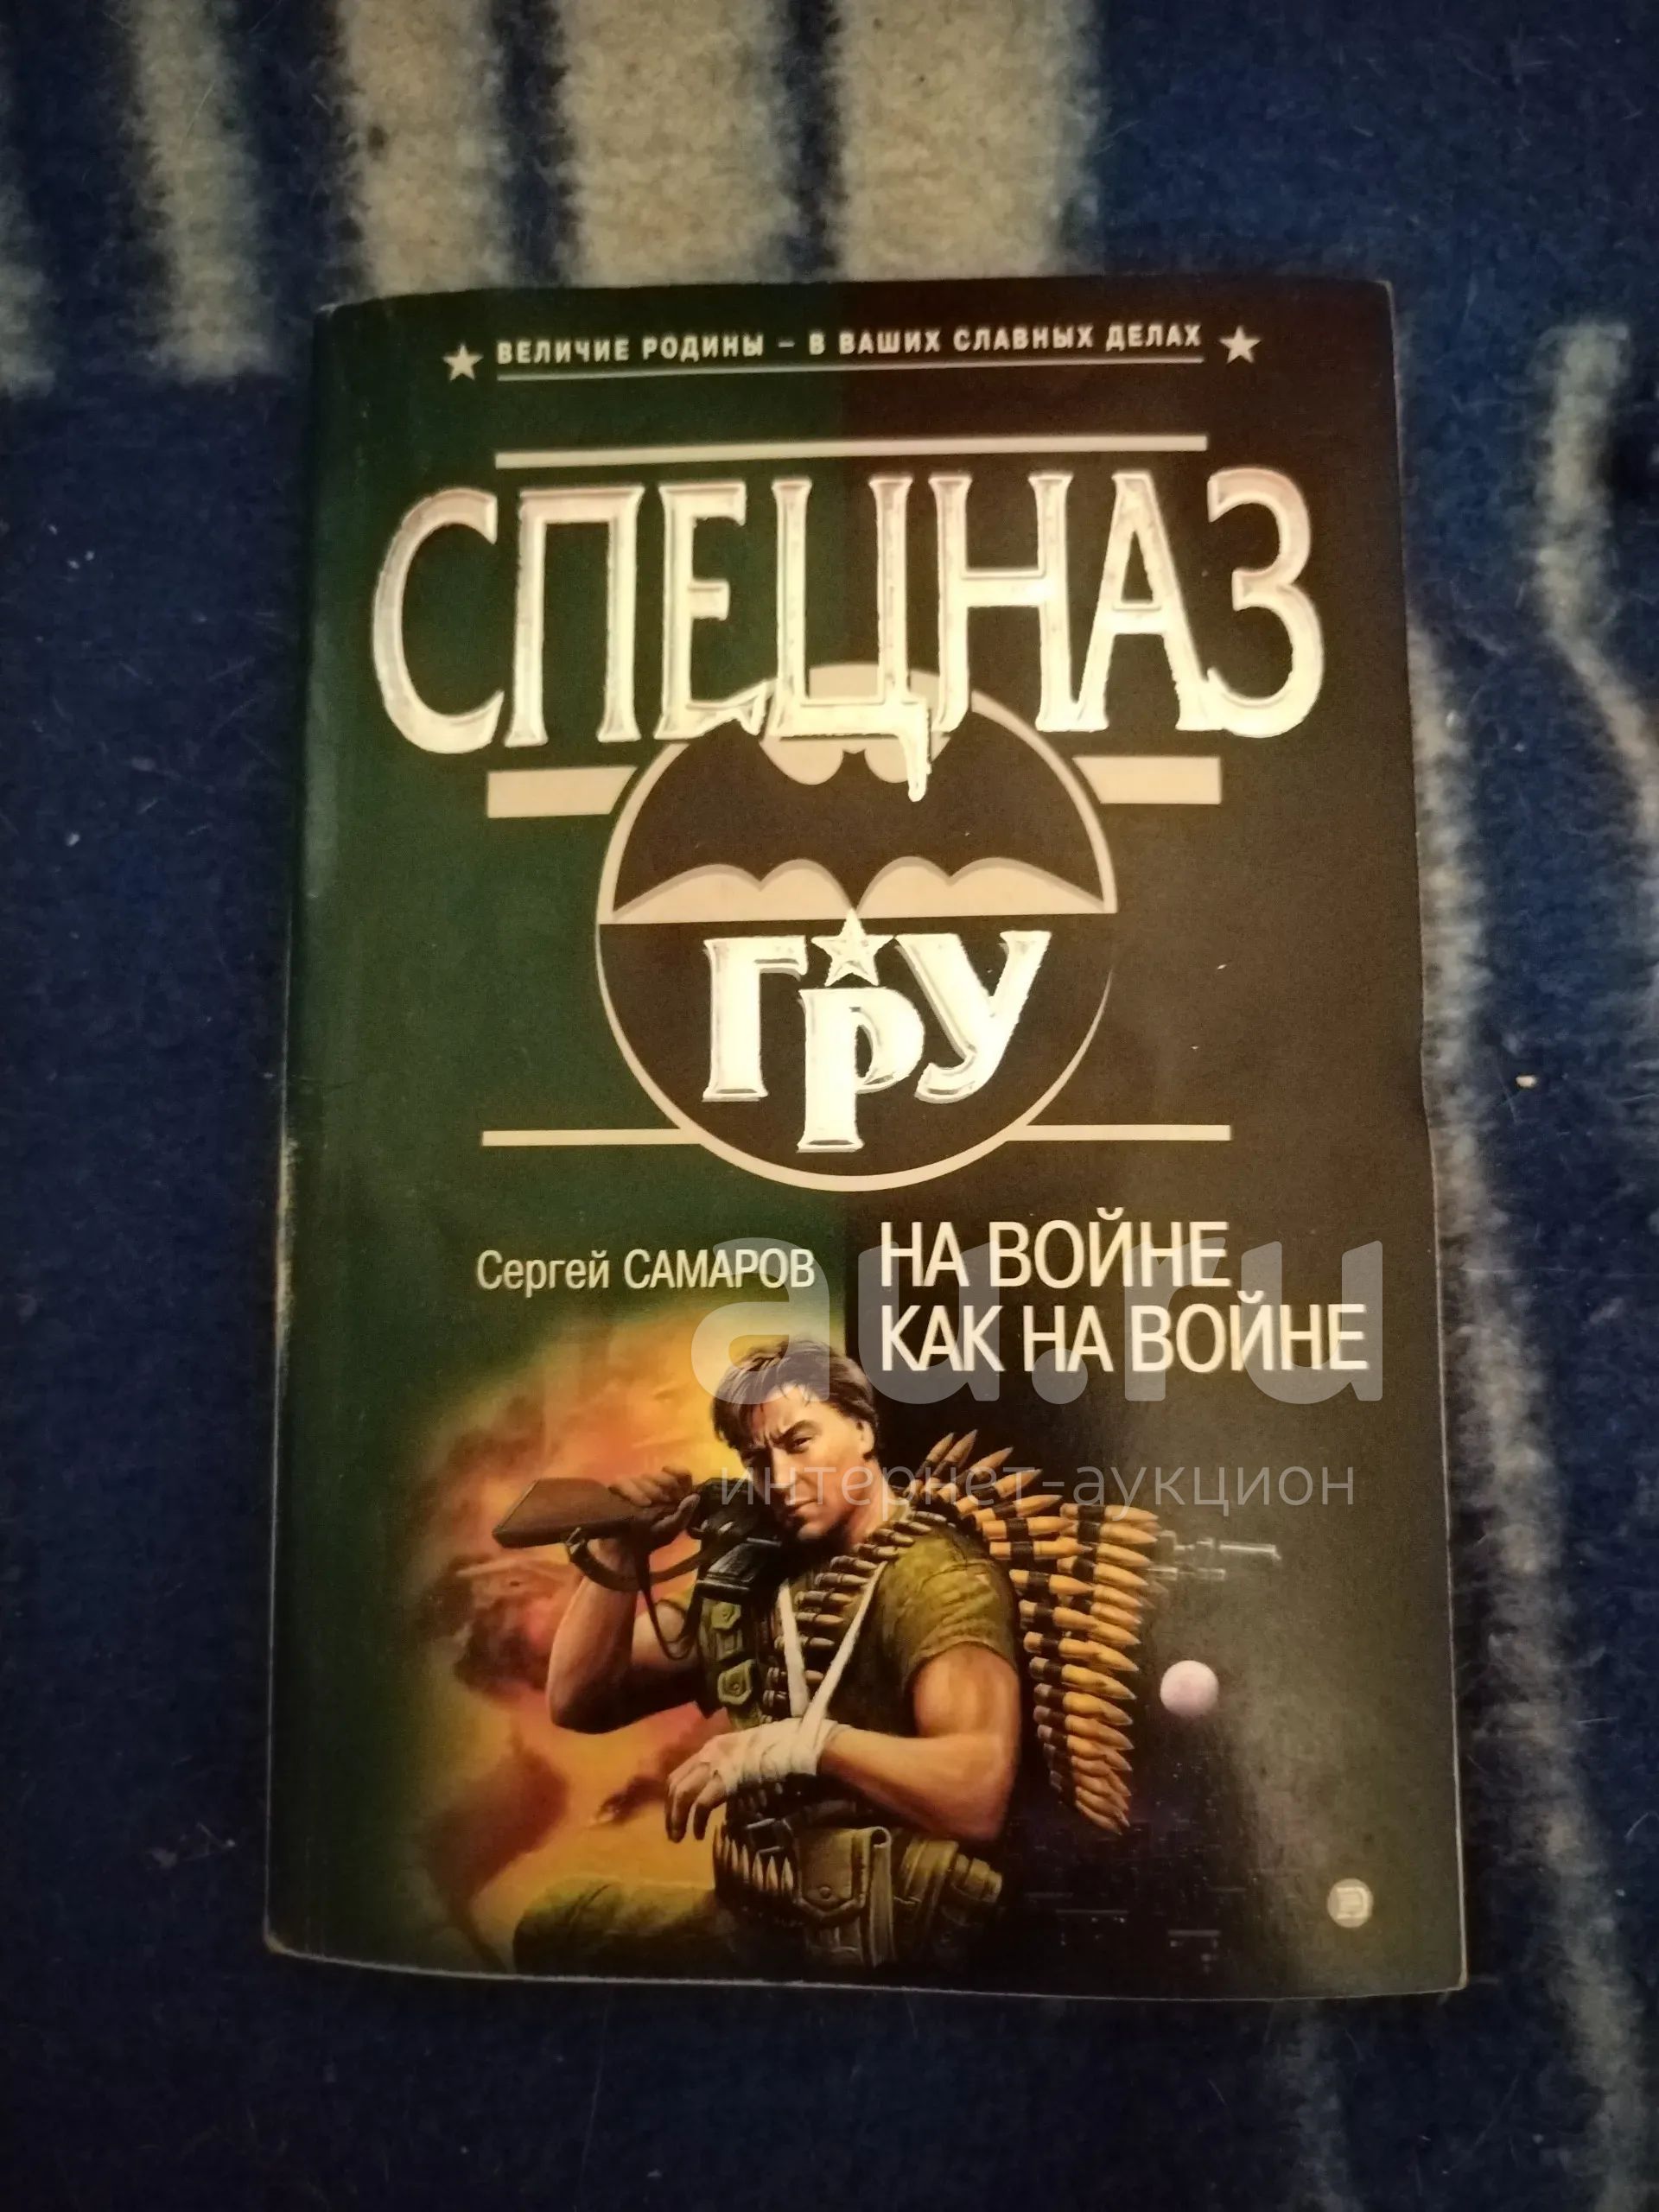 ВЕЛИЧИЕ РОДИНЫ – В ВАШИХ СЛАВНЫХ ДЕЛАХ
СПЕЦНАЗ
ГРУ
Сергей САМАРОВ
НА ВОЙНЕ
КАК НА ВОЙНЕ
au.ru
интернет-аукцион